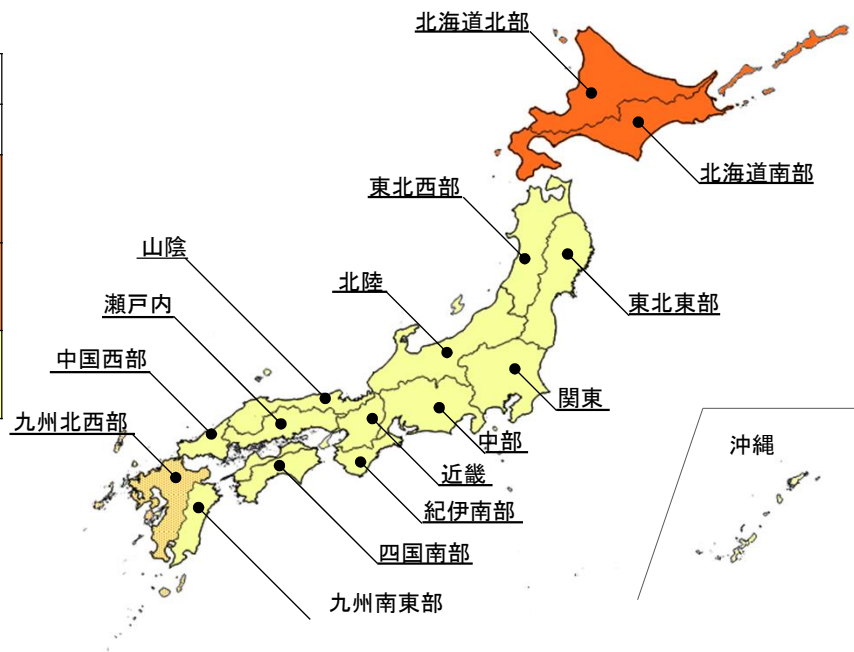 北海道北部
北海道南部
東北西部
山陰
北陸
東北東部
瀬戸内
中国西部
関東
九州北西部
中部
沖縄
近畿
紀伊南部
四国南部
九州南東部